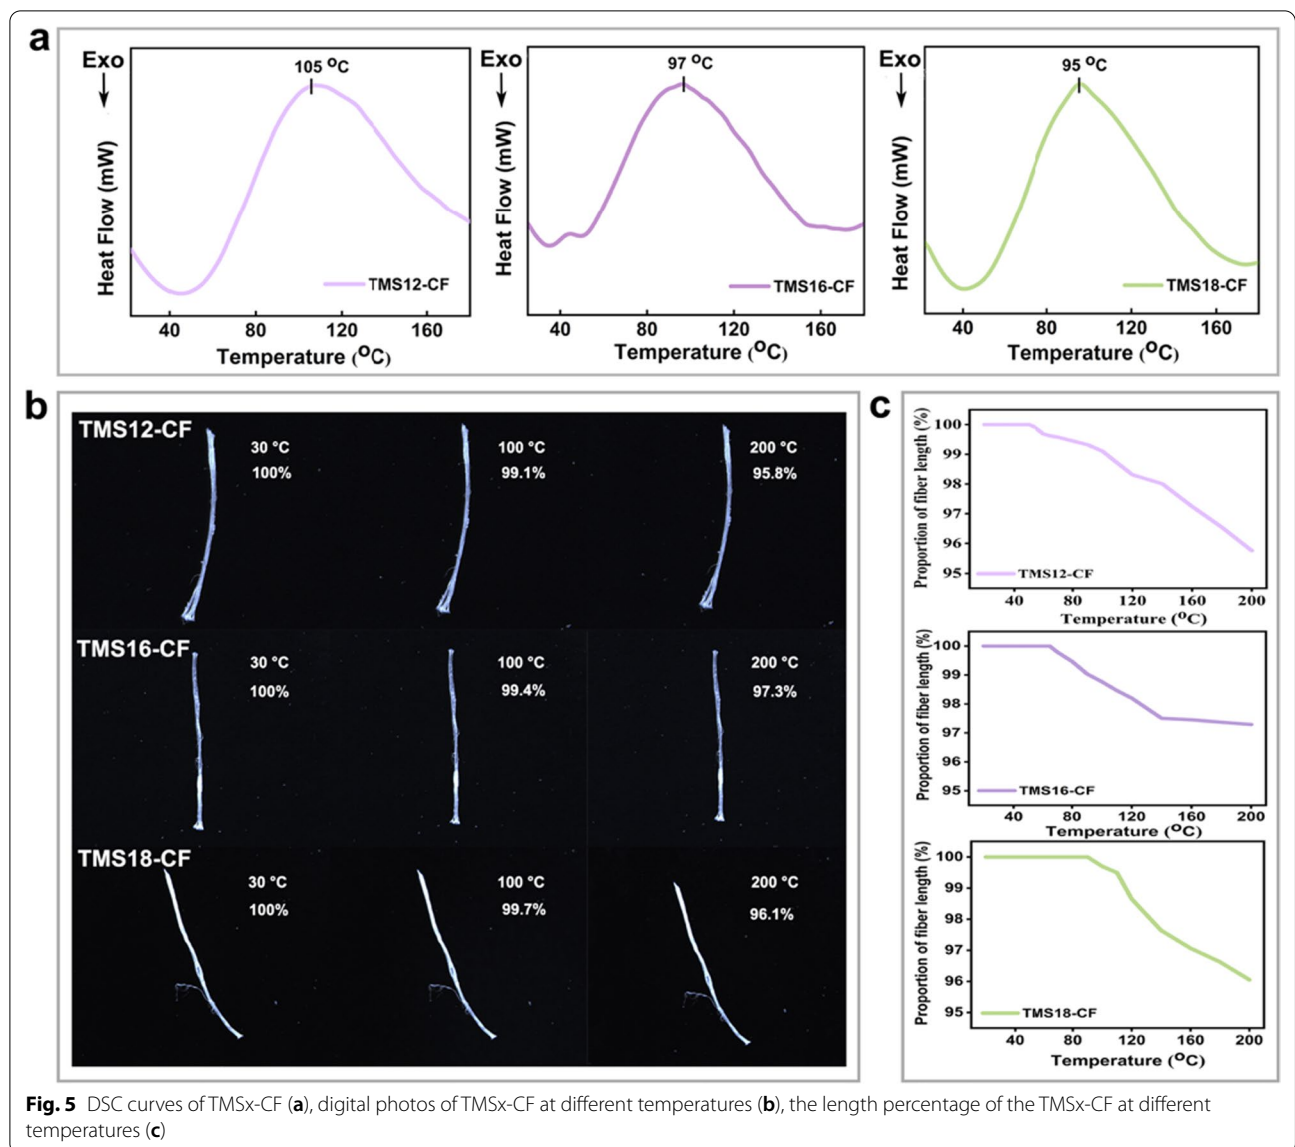 a
Exo
Heat Flow (mW)
105 °C
TMS12-CF
40 80 120 160
Temperature (°C)
Exo
Heat Flow (mW)
97 °C
TMS16-CF
40 80 120 160
Temperature (°C)
Exo
Heat Flow (mW)
95 °C
TMS18-CF
40 80 120 160
Temperature (°C)
b
TMS12-CF
30 °C 100 °C 200 °C
100% 99.1% 95.8%
TMS16-CF
30 °C 100 °C 200 °C
100% 99.4% 97.3%
TMS18-CF
30 °C 100 °C 200 °C
100% 99.7% 96.1%
c
Proportion of fiber length (%)
100
99
98
97
96
95
TMS12-CF
40 80 120 160 200
Temperature (°C)
Proportion of fiber length (%)
100
99
98
97
96
95
TMS16-CF
40 80 120 160 200
Temperature (°C)
Proportion of fiber length (%)
100
99
98
97
96
95
TMS18-CF
40 80 120 160 200
Temperature (°C)
Fig. 5 DSC curves of TMSx-CF (a), digital photos of TMSx-CF at different temperatures (b), the length percentage of the TMSx-CF at different
temperatures (c)